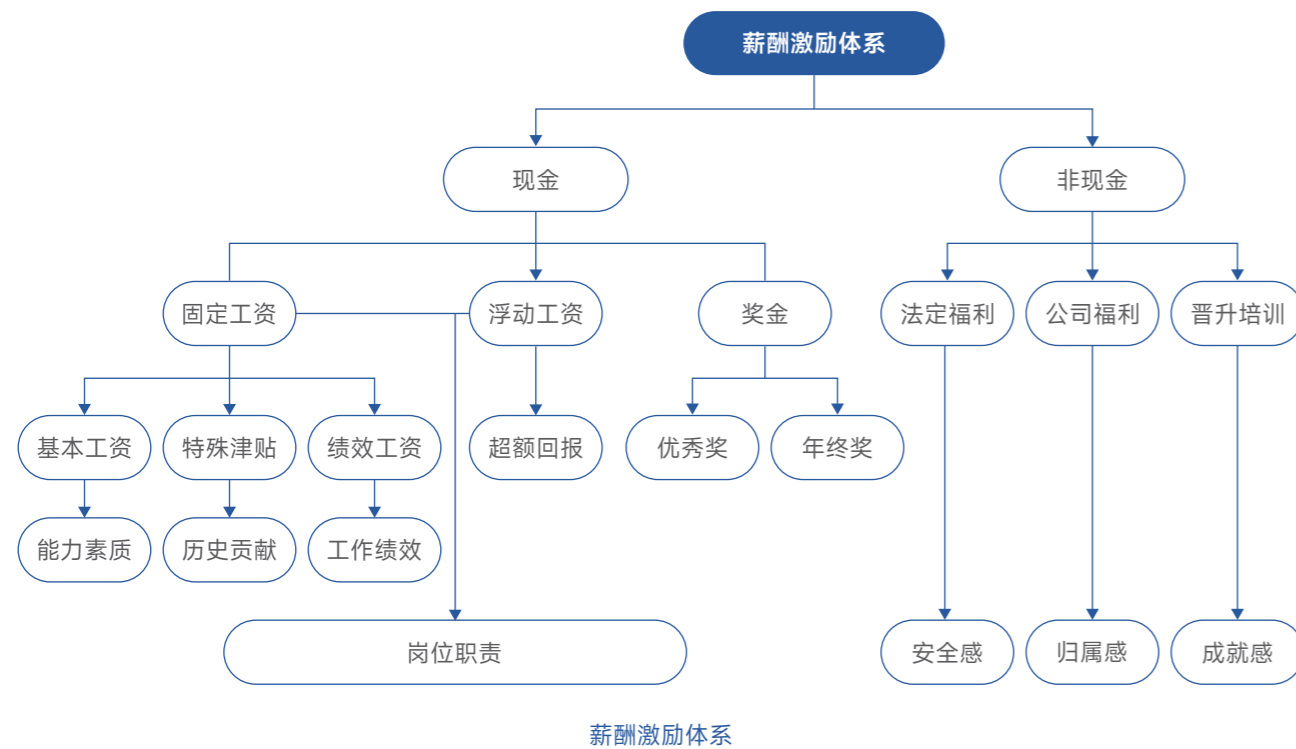 薪酬激励体系
现金
非现金
固定工资
浮动工资
奖金
法定福利
公司福利
晋升培训
基本工资
特殊津贴
绩效工资
超额回报
优秀奖
年终奖
能力素质
历史贡献
工作绩效
岗位职责
安全感
归属感
成就感
薪酬激励体系